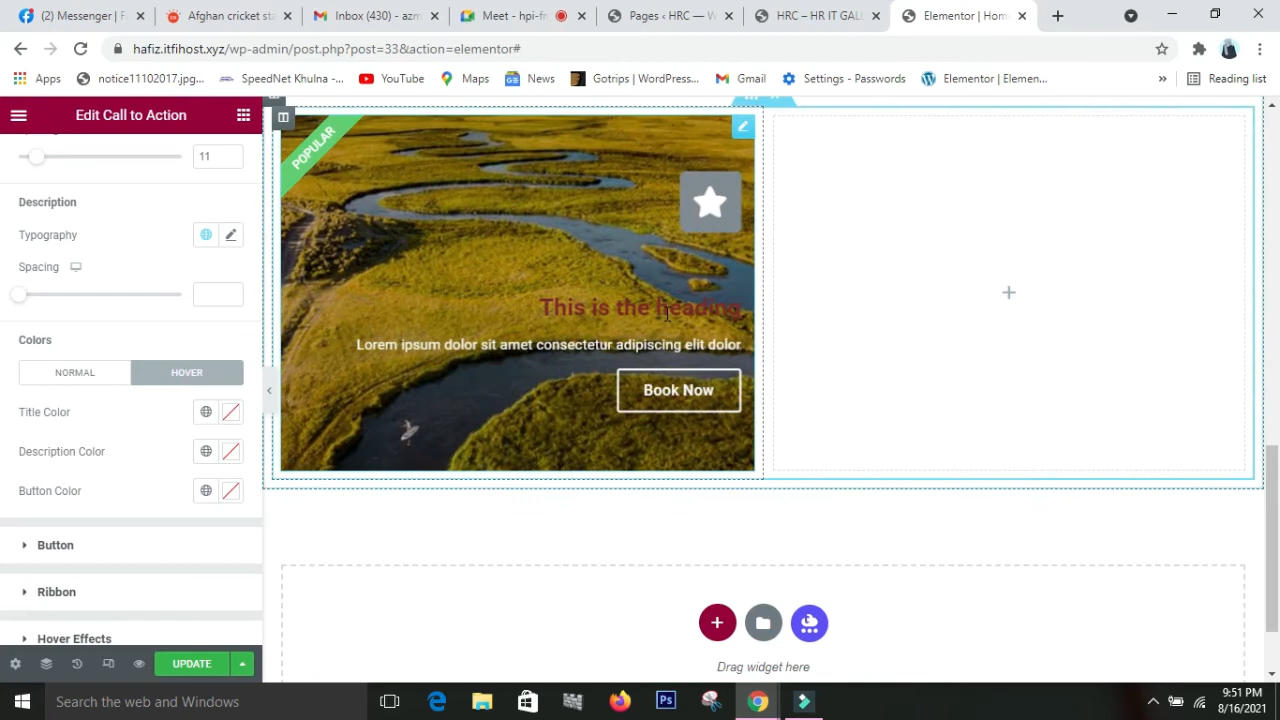 (2) Messenger | F
Afghan cricket sta
Inbox (430) - azm
Meet - hpi-fn
Pages ‹ HRC — W
HRC – HR IT GALL
Elementor | Hom
hafiz.itfihost.xyz/wp-admin/post.php?post=33&action=elementor#
Apps
notice11102017.jpg...
SpeedNet Khulna -...
YouTube
Maps
News
Gotrips | WordPress...
Gmail
Settings - Passwords
Elementor | Elemen...
»
Reading list
Edit Call to Action
11
Description
Typography
Spacing
Colors
NORMAL
HOVER
Title Color
Description Color
Button Color
Button
Ribbon
Hover Effects
UPDATE
POPULAR
This is the heading
Lorem ipsum dolor sit amet consectetur adipiscing elit dolor
Book Now
Drag widget here
Search the web and Windows
Ps
9:51 PM
8/16/2021